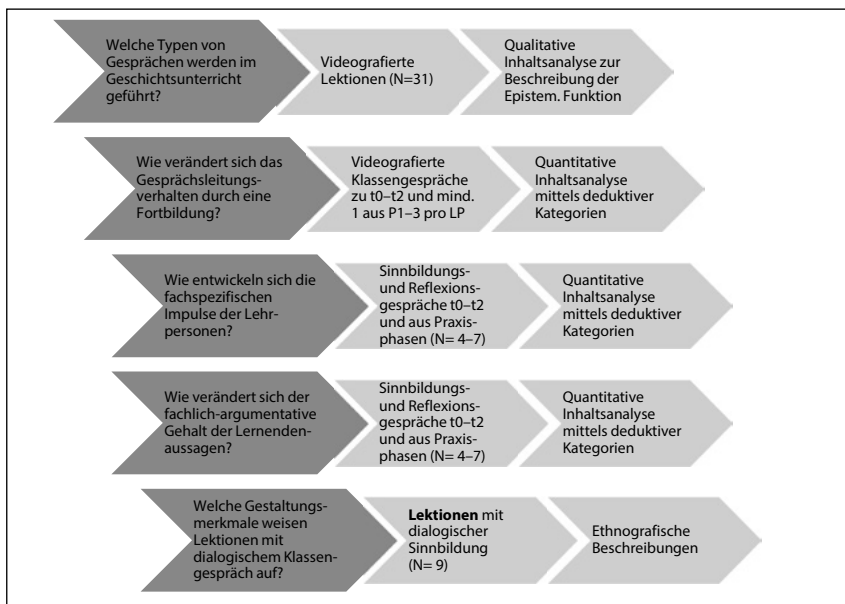 Welche Typen von
Gesprächen werden im
Geschichtsunterricht
geführt?
Videografierte
Lektionen (N=31)
Qualitative
Inhaltsanalyse zur
Beschreibung der
Epistem. Funktion
Wie verändert sich das
Gesprächsleitungs-
verhalten durch eine
Fortbildung?
Videografierte
Klassengespräche
zu t0–t2 und mind.
1 aus P1–3 pro LP
Quantitative
Inhaltsanalyse
mittels deduktiver
Kategorien
Wie entwickeln sich die
fachspezifischen
Impulse der Lehr-
personen?
Sinnbildungs-
und Reflexions-
gespräche t0–t2
und aus Praxis-
phasen (N= 4–7)
Quantitative
Inhaltsanalyse
mittels deduktiver
Kategorien
Wie verändert sich der
fachlich-argumentative
Gehalt der Lernenden-
aussagen?
Sinnbildungs-
und Reflexions-
gespräche t0–t2
und aus Praxis-
phasen (N= 4–7)
Quantitative
Inhaltsanalyse
mittels deduktiver
Kategorien
Welche Gestaltungs-
merkmale weisen
Lektionen mit
dialogischem Klassen-
gespräch auf?
Lektionen mit
dialogischer
Sinnbildung
(N= 9)
Ethnografische
Beschreibungen